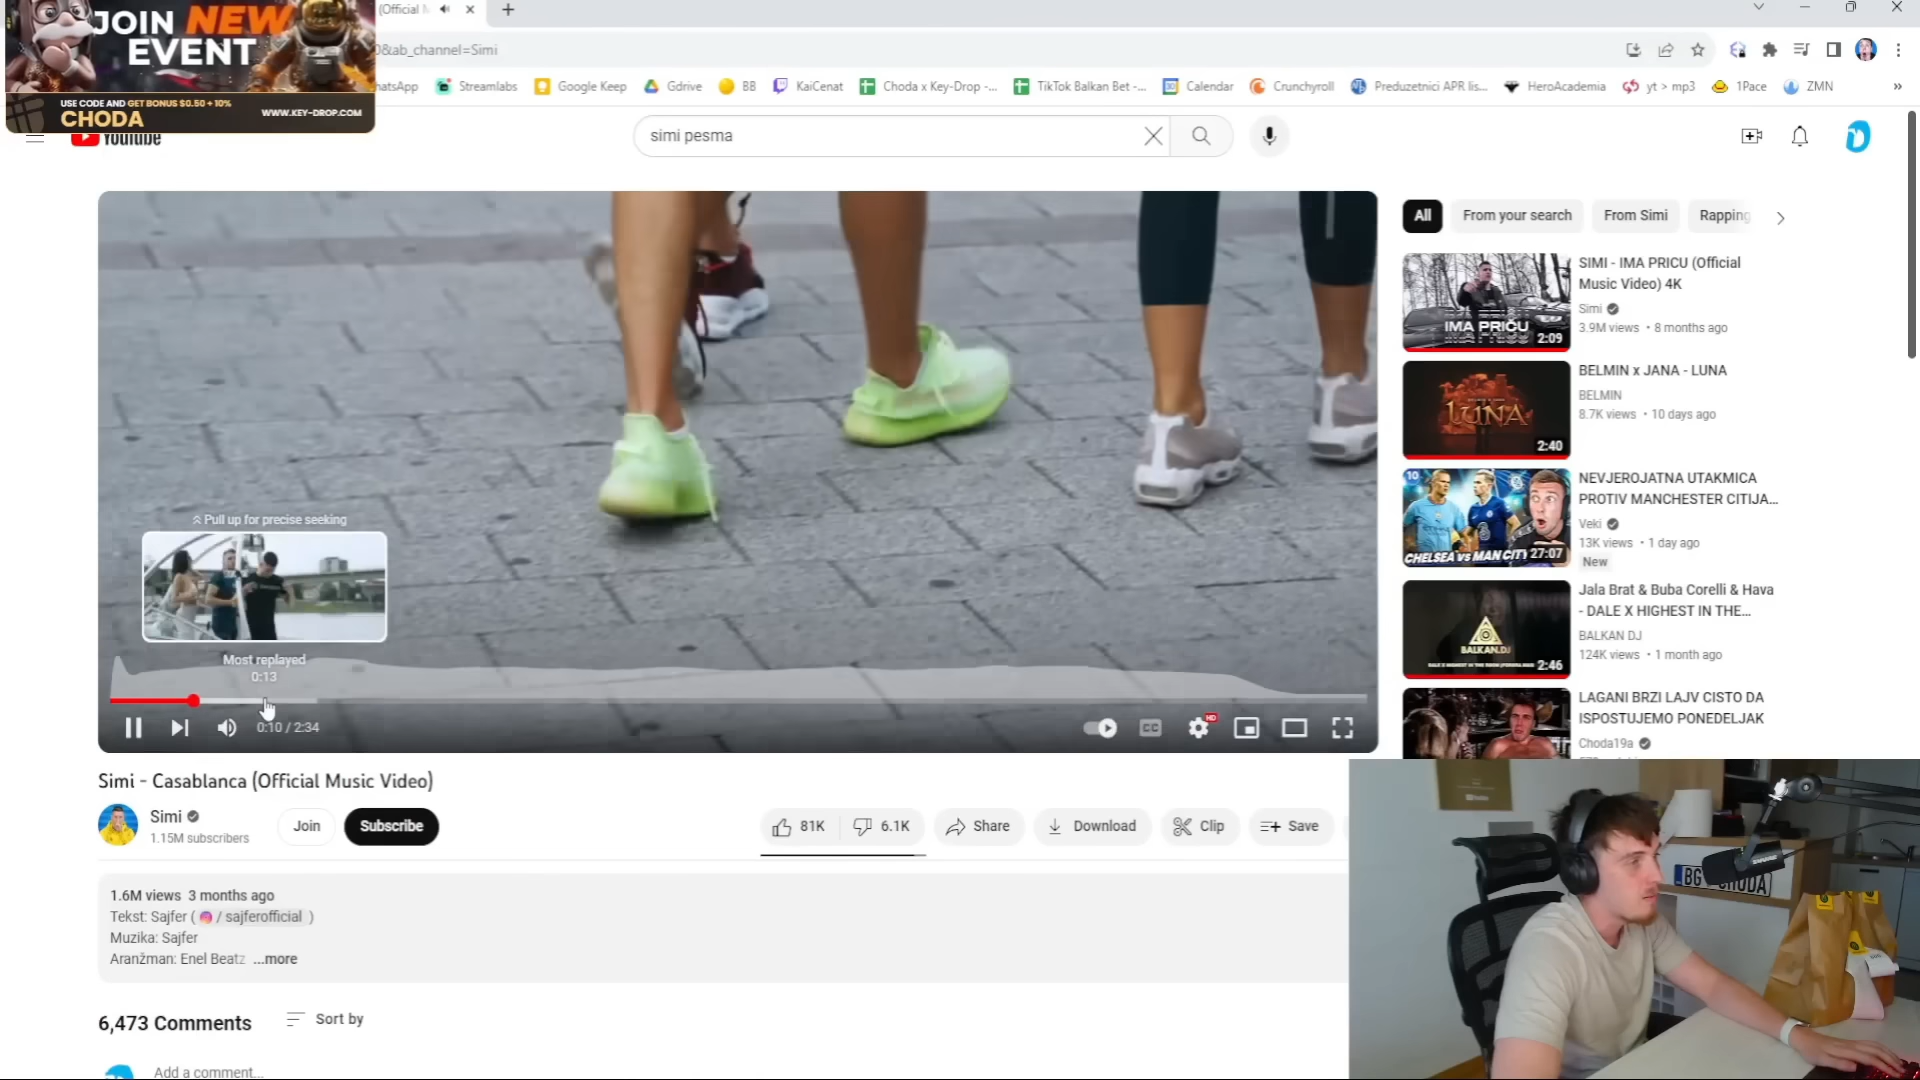 JOIN NEW
EVENT
USE CODE AND GET BONUS $0.50 + 10%
CHODA
WWW.KEY-DROP.COM
(Official
0&ab_channel=Simi
hatsApp
Streamlabs
Google Keep
Gdrive
BB
KaiCenat
Choda x Key-Drop -...
TikTok Balkan Bet -...
Calendar
Crunchyroll
Preduzetnici APR lis...
HeroAcademia
yt > mp3
1Pace
ZMN
YouTube
simi pesma
All
From your search
From Simi
Rapping
Pull up for precise seeking
Most replayed
0:13
0:10 / 2:34
CC
HD
IMA PRIČU
2:09
SIMI - IMA PRICU (Official
Music Video) 4K
Simi
3.9M views • 8 months ago
LUNA
2:40
BELMIN x JANA - LUNA
BELMIN
8.7K views • 10 days ago
10
CHELSEA vs MAN CITY
27:07
NEVJEROJATNA UTAKMICA
PROTIV MANCHESTER CITIJA...
Veki
13K views • 1 day ago
New
BALKAN.DJ
2:46
Jala Brat & Buba Corelli & Hava
- DALE X HIGHEST IN THE...
BALKAN DJ
124K views • 1 month ago
LAGANI BRZI LAJV CISTO DA
ISPOSTUJEMO PONEDELJAK
Choda19a
Simi - Casablanca (Official Music Video)
Simi
1.15M subscribers
Join
Subscribe
81K
6.1K
Share
Download
Clip
Save
1.6M views 3 months ago
Tekst: Sajfer ( / sajferofficial )
Muzika: Sajfer
Aranžman: Enel Beatz ...more
6,473 Comments
Sort by
Add a comment...
BG
CHODA